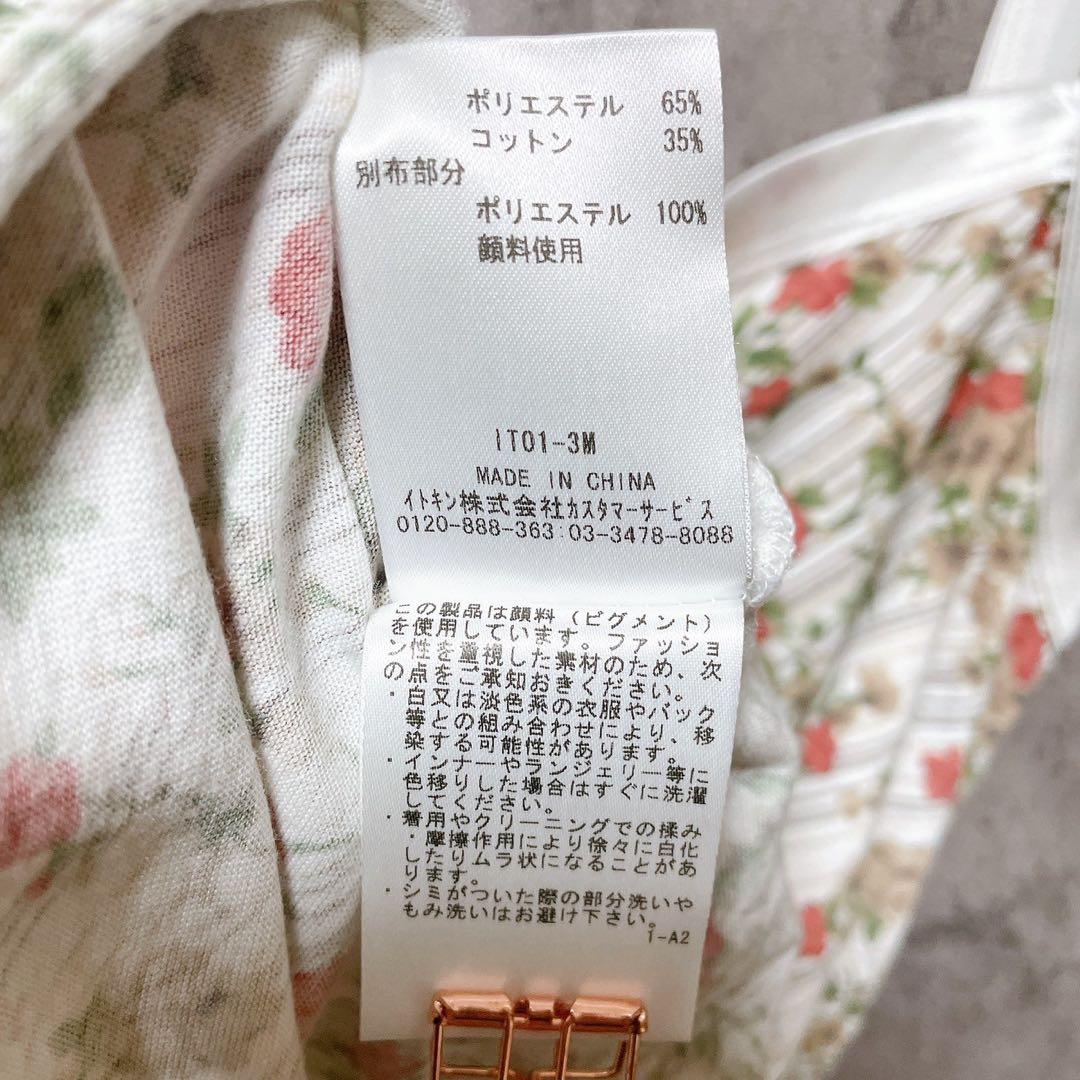 ポリエステル 65%
コットン 35%
別布部分
ポリエステル 100%
顔料使用
IT01-3M
MADE IN CHINA
イトキン株式会社カスタマーサービス
0120-888-363:03-3478-8088
この製品は顔料(ピグメント)
を使用しています。ファッショ
ン性を重視した素材のため、次
の点をご承知おきください。
・白又は淡色系の衣服やバック
等との組み合わせにより、移
染する可能性があります。
・インナーやランジェリー等に
色移りした場合はすぐに洗濯
してください。
・着用やクリーニングでの揉み
・摩擦作用により徐々に白化
したりムラ状になることがあ
ります。
・シミがついた際の部分洗いや
もみ洗いはお避け下さい。
1-A2